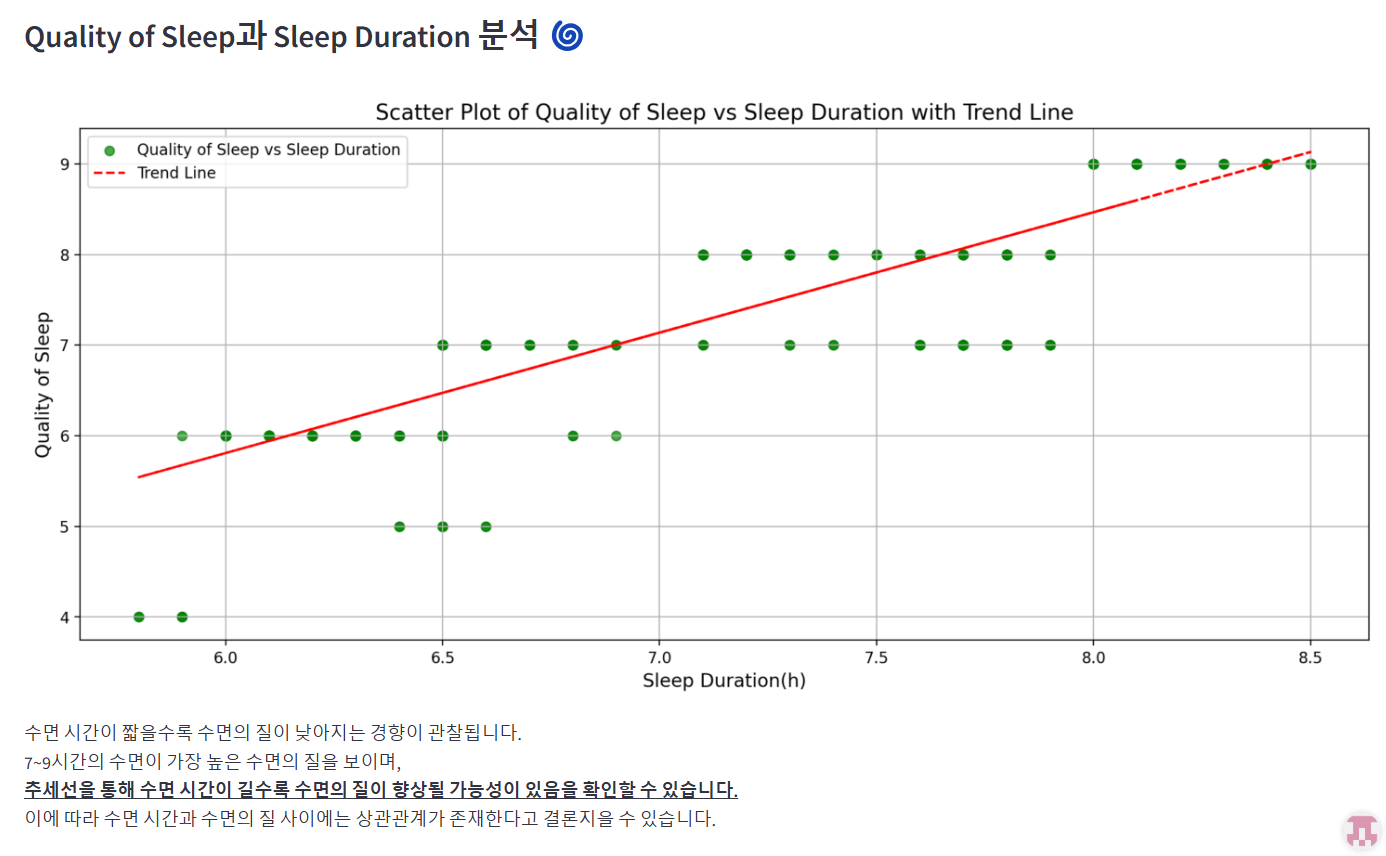 Quality of Sleep과 Sleep Duration 분석 🌀
Scatter Plot of Quality of Sleep vs Sleep Duration with Trend Line
Quality of Sleep vs Sleep Duration
Trend Line
9
8
7
6
5
4
Quality of Sleep
6.0 6.5 7.0 7.5 8.0 8.5
Sleep Duration(h)
수면 시간이 짧을수록 수면의 질이 낮아지는 경향이 관찰됩니다.
7~9시간의 수면이 가장 높은 수면의 질을 보이며,
추세선을 통해 수면 시간이 길수록 수면의 질이 향상될 가능성이 있음을 확인할 수 있습니다.
이에 따라 수면 시간과 수면의 질 사이에는 상관관계가 존재한다고 결론지을 수 있습니다.